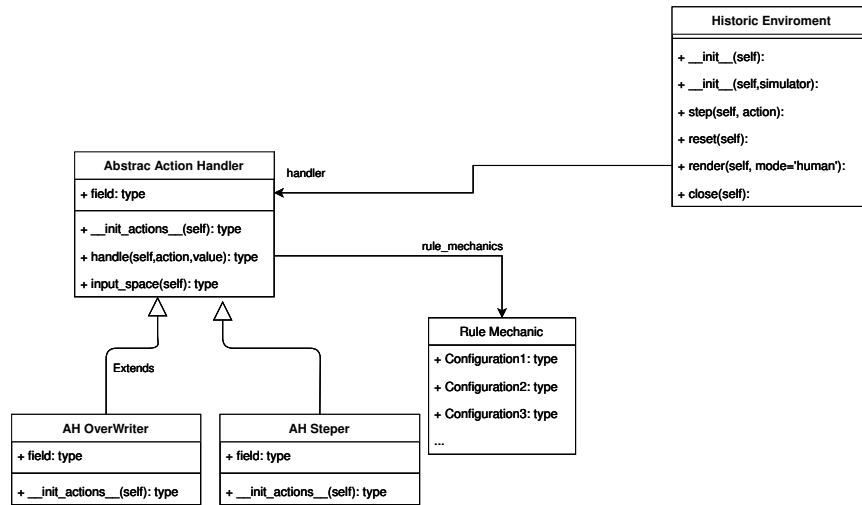 Historic Enviroment
+ __init__(self):
+ __init__(self,simulator):
+ step(self, action):
+ reset(self):
+ render(self, mode='human'):
+ close(self):
Abstrac Action Handler
+ field: type
+ __init_actions__(self): type
+ handle(self,action,value): type
+ input_space(self): type
handler
rule_mechanics
Rule Mechanic
+ Configuration1: type
+ Configuration2: type
+ Configuration3: type
...
Extends
AH OverWriter
+ field: type
+ __init_actions__(self): type
AH Steper
+ field: type
+ __init_actions__(self): type